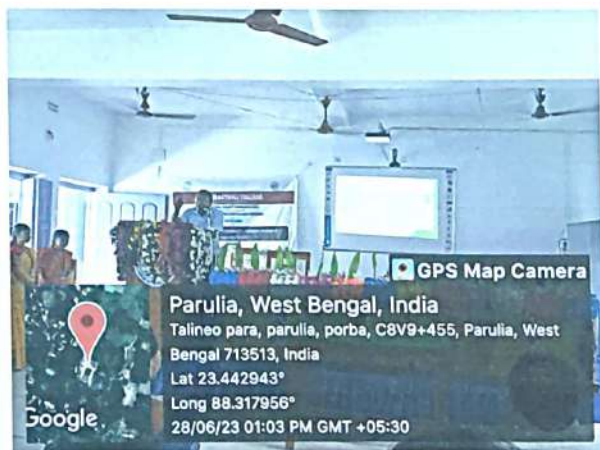 GPS Map Camera
Parulia, West Bengal, India
Talineo para, parulia, porba, C8V9+455, Parulia, West
Bengal 713513, India
Lat 23.442943°
Long 88.317956°
28/06/23 01:03 PM GMT +05:30
Google